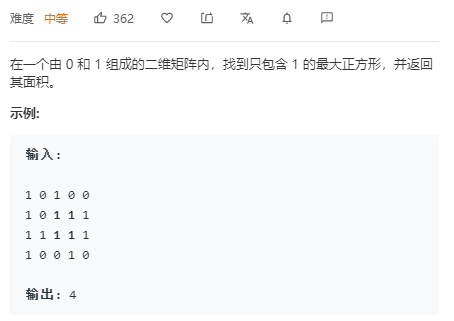 难度 中等 362
在一个由 0 和 1 组成的二维矩阵内，找到只包含 1 的最大正方形，并返回
其面积。
示例:
输入:
1 0 1 0 0
1 0 1 1 1
1 1 1 1 1
1 0 0 1 0
输出: 4